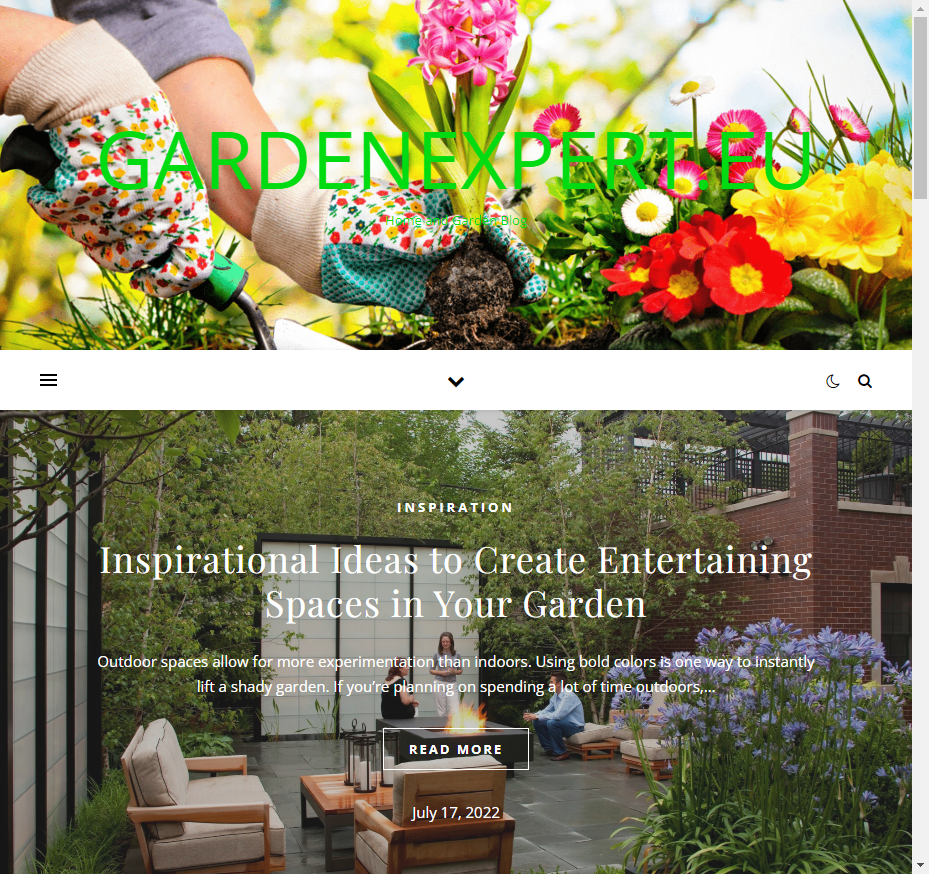 GARDENEXPERT.EU
Home and Garden Blog
INSPIRATION
Inspirational Ideas to Create Entertaining
Spaces in Your Garden
Outdoor spaces allow for more experimentation than indoors. Using bold colors is one way to instantly
lift a shady garden. If you’re planning on spending a lot of time outdoors,...
READ MORE
July 17, 2022